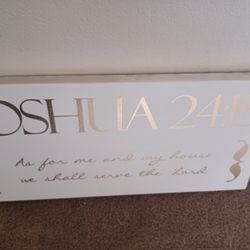 OSHUA 24:1
As for me and my house
we shall serve the Lord